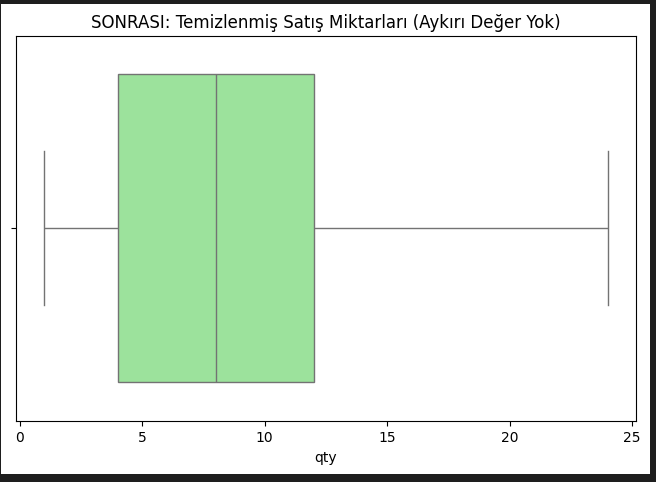 SONRASI: Temizlenmiş Satış Miktarları (Aykırı Değer Yok)
0 5 10 15 20 25
qty